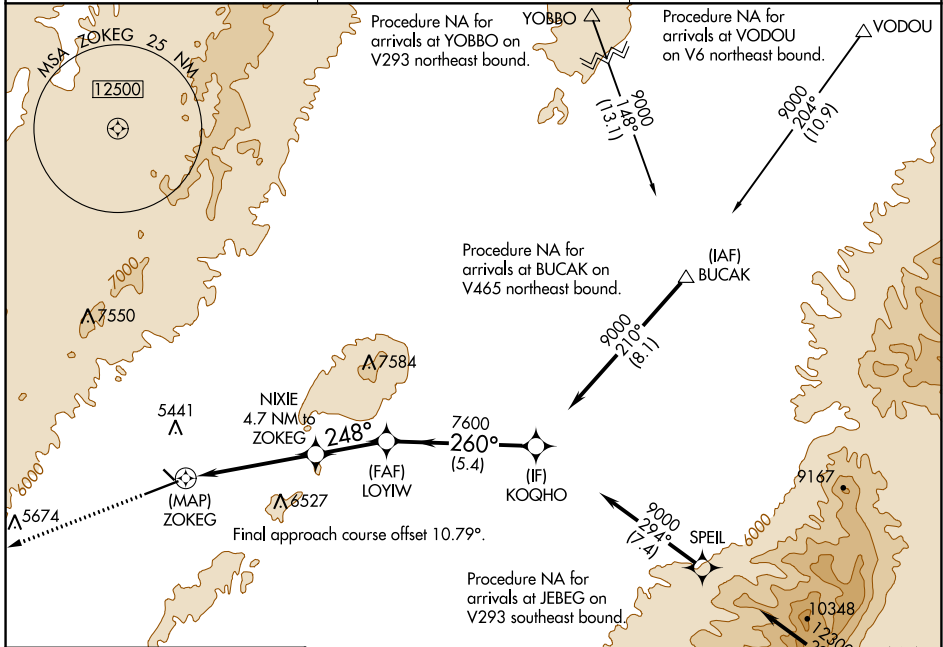 MSA ZOKEG 25 NM
12500
Procedure NA for
arrivals at YOBBO on
V293 northeast bound.
YOBBO
Procedure NA for
arrivals at VODOU
on V6 northeast bound.
VODOU
9000
148°
(13.1)
9000
204°
(10.9)
7000
7550
Procedure NA for
arrivals at BUCAK on
V465 northeast bound.
(IAF)
BUCAK
9000
210°
(8.1)
7584
NIXIE
4.7 NM to
ZOKEG
5441
248°
7600
260°
(5.4)
(FAF)
LOYIW
(IF)
KOQHO
6000
(MAP)
ZOKEG
6527
5674
Final approach course offset 10.79°.
9000
294°
(7.4)
SPEIL
6000
9167
Procedure NA for
arrivals at JEBEG on
V293 southeast bound.
10348
12300